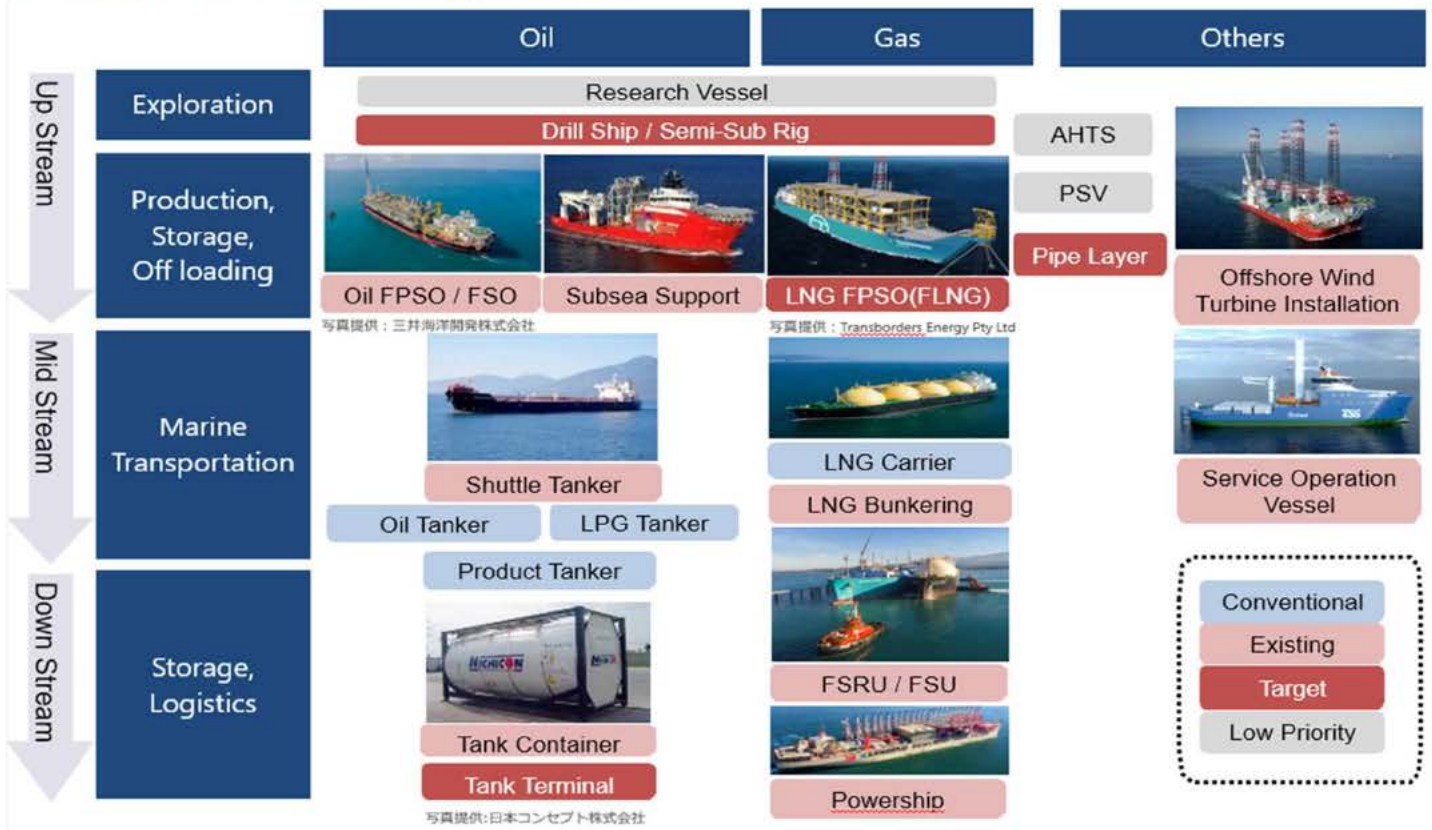 Oil
Gas
Others
Up Stream
Exploration
Research Vessel
Drill Ship / Semi-Sub Rig
AHTS
Production,
Storage,
Off loading
PSV
Pipe Layer
Oil FPSO / FSO
Subsea Support
LNG FPSO(FLNG)
Offshore Wind
Turbine Installation
写真提供：三井海洋開発株式会社
写真提供：Transborders Energy Pty Ltd
Mid Stream
Marine
Transportation
Shuttle Tanker
LNG Carrier
Service Operation
Vessel
Oil Tanker
LPG Tanker
LNG Bunkering
Product Tanker
Down Stream
Storage,
Logistics
NICHICON
FSRU / FSU
Tank Container
Tank Terminal
写真提供:日本コンセプト株式会社
Powership
Conventional
Existing
Target
Low Priority